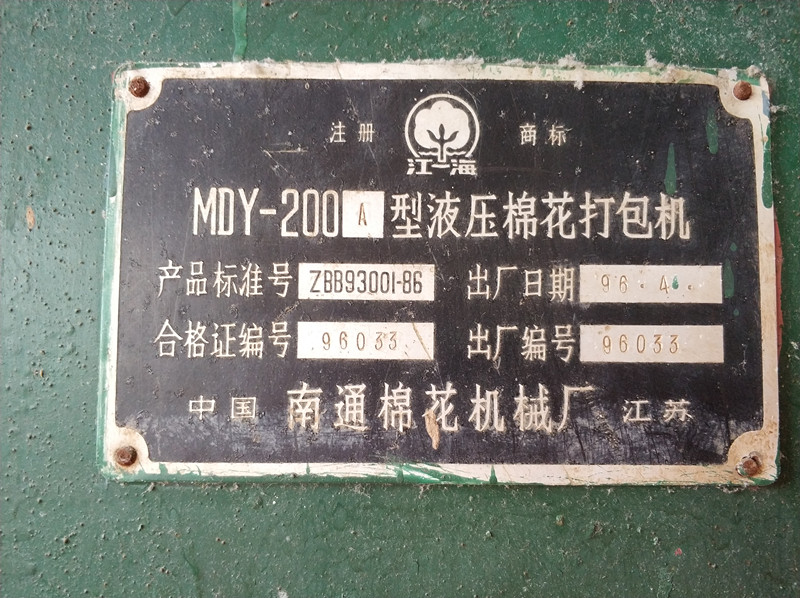 注册 商标
江海
MDY-200A型液压棉花打包机
产品标准号 ZBB93001-86 出厂日期 96.4.
合格证编号 96033 出厂编号 96033
中国 南通棉花机械厂 江苏